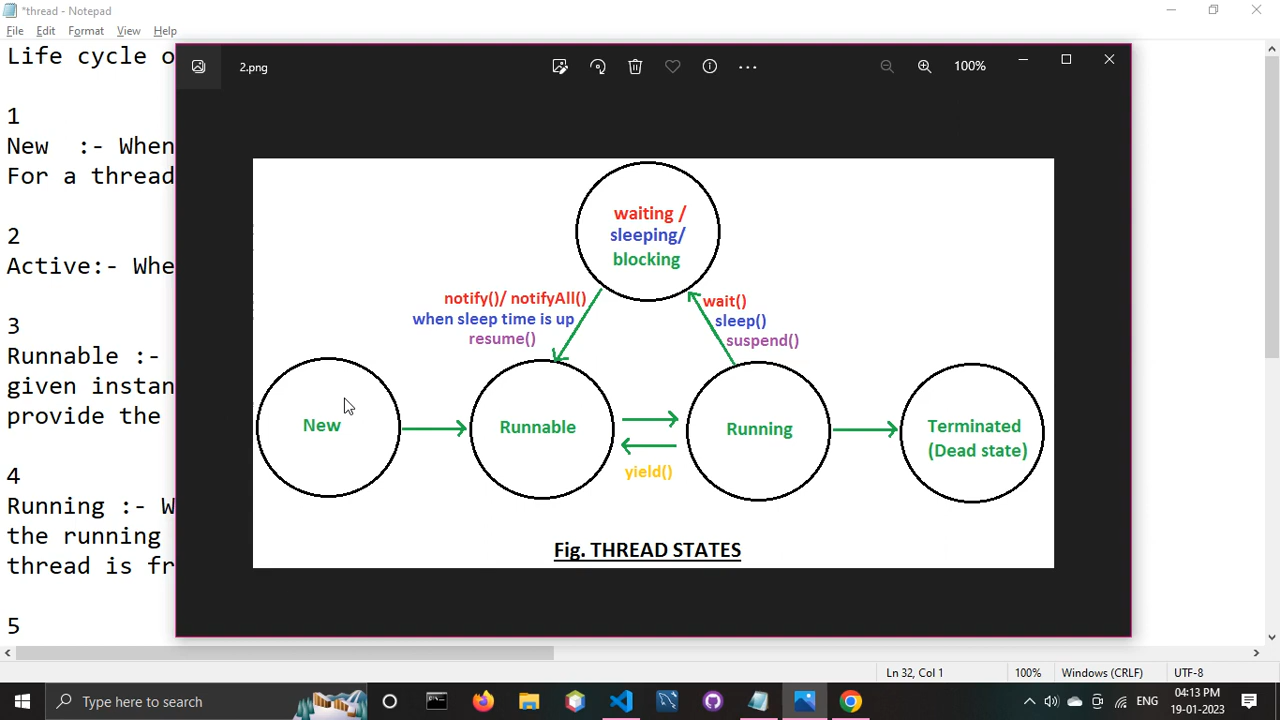 *thread - Notepad
File Edit Format View Help
Life cycle o
1
New :- When
For a thread
2
Active:- Whe
3
Runnable :-
given instan
provide the
4
Running :- W
the running
thread is fr
5
2.png
100%
waiting /
sleeping/
blocking
notify()/ notifyAll()
when sleep time is up
resume()
wait()
sleep()
suspend()
New
Runnable
Running
Terminated
(Dead state)
yield()
Fig. THREAD STATES
Ln 32, Col 1
100%
Windows (CRLF)
UTF-8
Type here to search
ENG
04:13 PM
19-01-2023